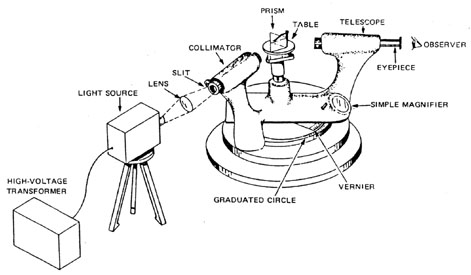 PRISM
TABLE
TELESCOPE
COLLIMATOR
OBSERVER
SLIT
EYEPIECE
LENS
LIGHT SOURCE
SIMPLE MAGNIFIER
HIGH-VOLTAGE
TRANSFORMER
VERNIER
GRADUATED CIRCLE